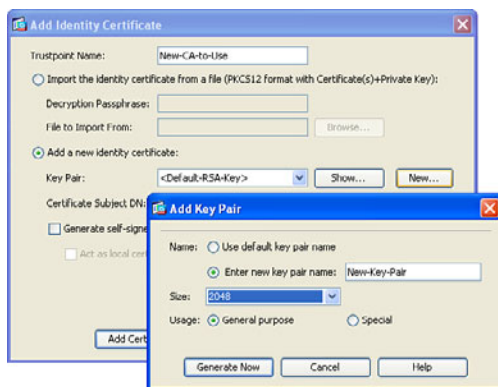 Add Identity Certificate
Trustpoint Name: New-CA-to-Use
Import the identity certificate from a file (PKCS12 format with Certificate(s)+Private Key):
Decryption Passphrase:
File to Import From: Browse...
Add a new identity certificate:
Key Pair: <Default-RSA-Key> Show... New...
Certificate Subject DN:
Generate self-signe
Act as local cert
Add Cert
Add Key Pair
Name: Use default key pair name
Enter new key pair name: New-Key-Pair
Size: 2048
Usage: General purpose Special
Generate Now Cancel Help